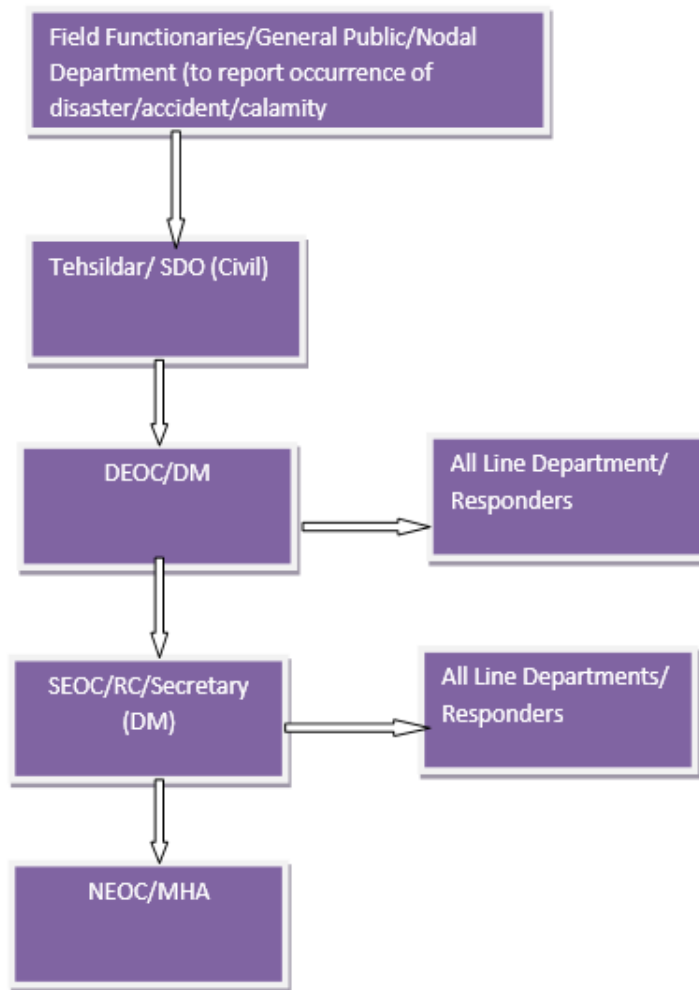 Field Functionaries/General Public/Nodal
Department (to report occurrence of
disaster/accident/calamity
Tehsildar/ SDO (Civil)
DEOC/DM
All Line Department/
Responders
SEOC/RC/Secretary
(DM)
All Line Departments/
Responders
NEOC/MHA